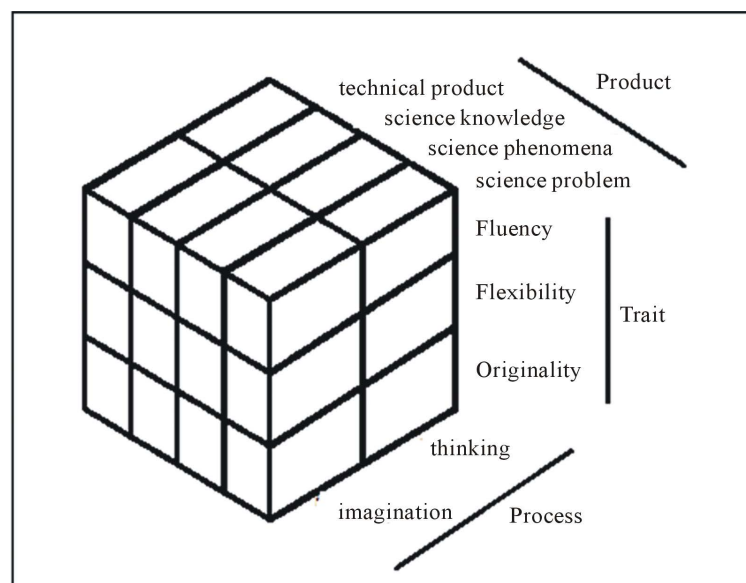 technical product
Product
science knowledge
science phenomena
science problem
Fluency
Flexibility
Trait
Originality
thinking
imagination
Process